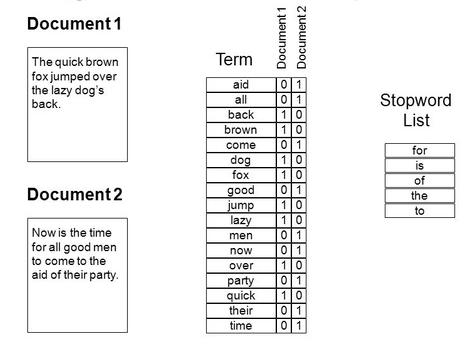 Document 1
The quick brown
fox jumped over
the lazy dog's
back.
Document 2
Now is the time
for all good men
to come to the
aid of their party.
Term Document 1 Document 2
aid 0 1
all 0 1
back 1 0
brown 1 0
come 0 1
dog 1 0
fox 1 0
good 0 1
jump 1 0
lazy 1 0
men 0 1
now 0 1
over 1 0
party 0 1
quick 1 0
their 0 1
time 0 1
Stopword
List
for
is
of
the
to